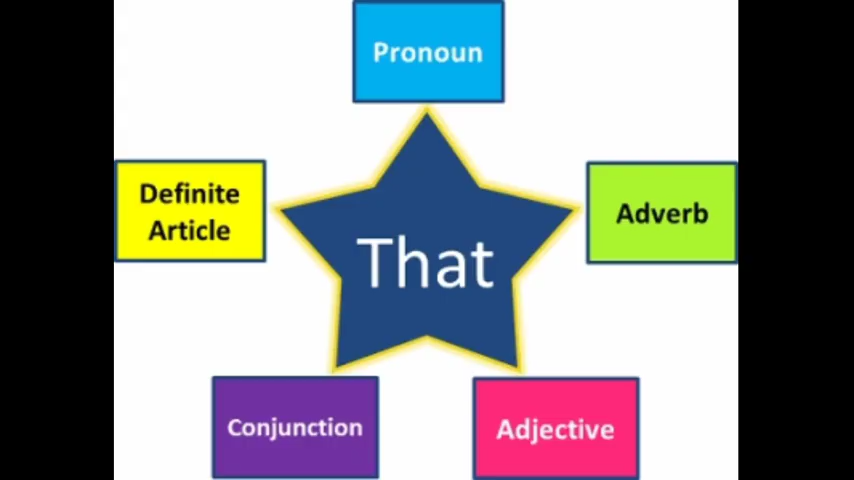 Pronoun
Definite
Article
Adverb
That
Conjunction
Adjective